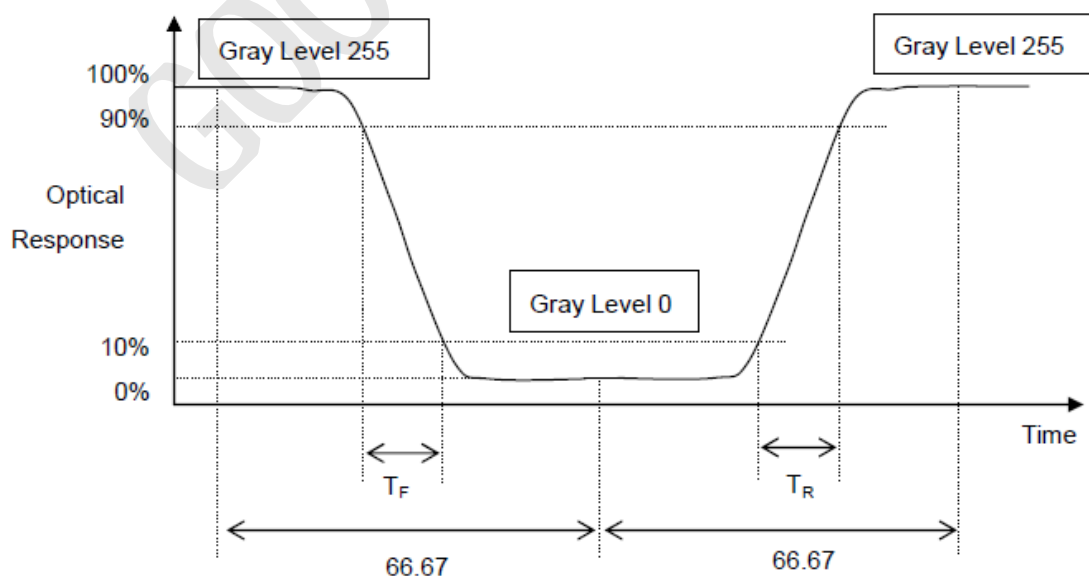 Gray Level 255
Gray Level 255
100%
90%
Optical
Response
Gray Level 0
10%
0%
Time
TF
TR
66.67
66.67